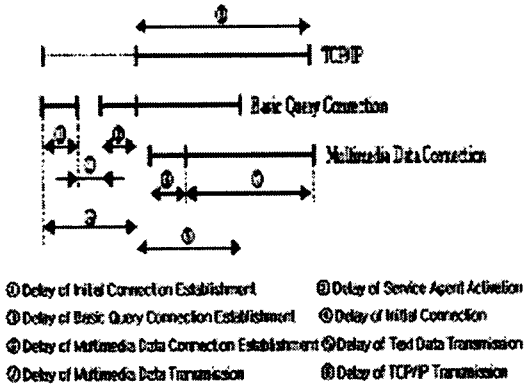 ⑧
TCP/IP
Basic Query Connection
Multimedia Data Connection
① Delay of Initial Connection Establishment
② Delay of Service Agent Activation
③ Delay of Basic Query Connection Establishment
④ Delay of Initial Connection
⑥ Delay of Multimedia Data Connection Establishment
⑤ Delay of Text Data Transmission
⑦ Delay of Multimedia Data Transmission
⑧ Delay of TCP/IP Transmission